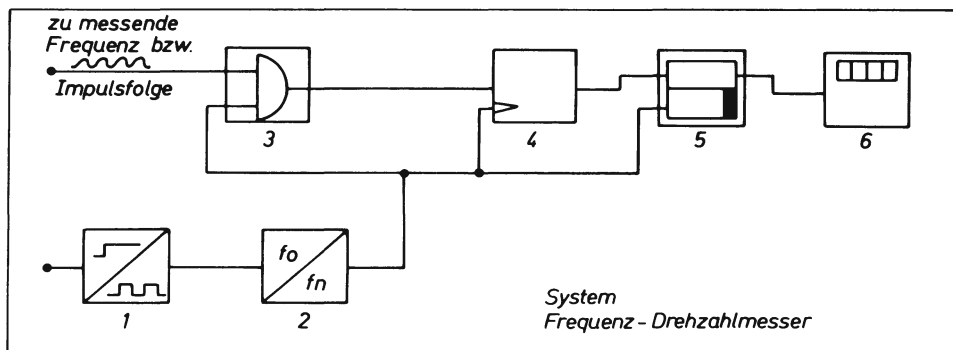 zu messende
Frequenz bzw.
Impulsfolge
3
4
5
6
fo
fn
1
2
System
Frequenz - Drehzahlmesser